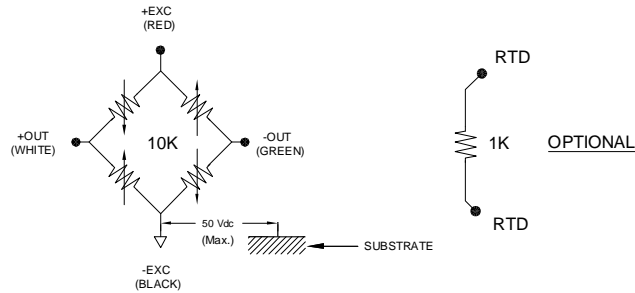 +EXC
(RED)
+OUT
(WHITE)
10K
-OUT
(GREEN)
50 Vdc
(Max.)
SUBSTRATE
-EXC
(BLACK)
RTD
1K
OPTIONAL
RTD